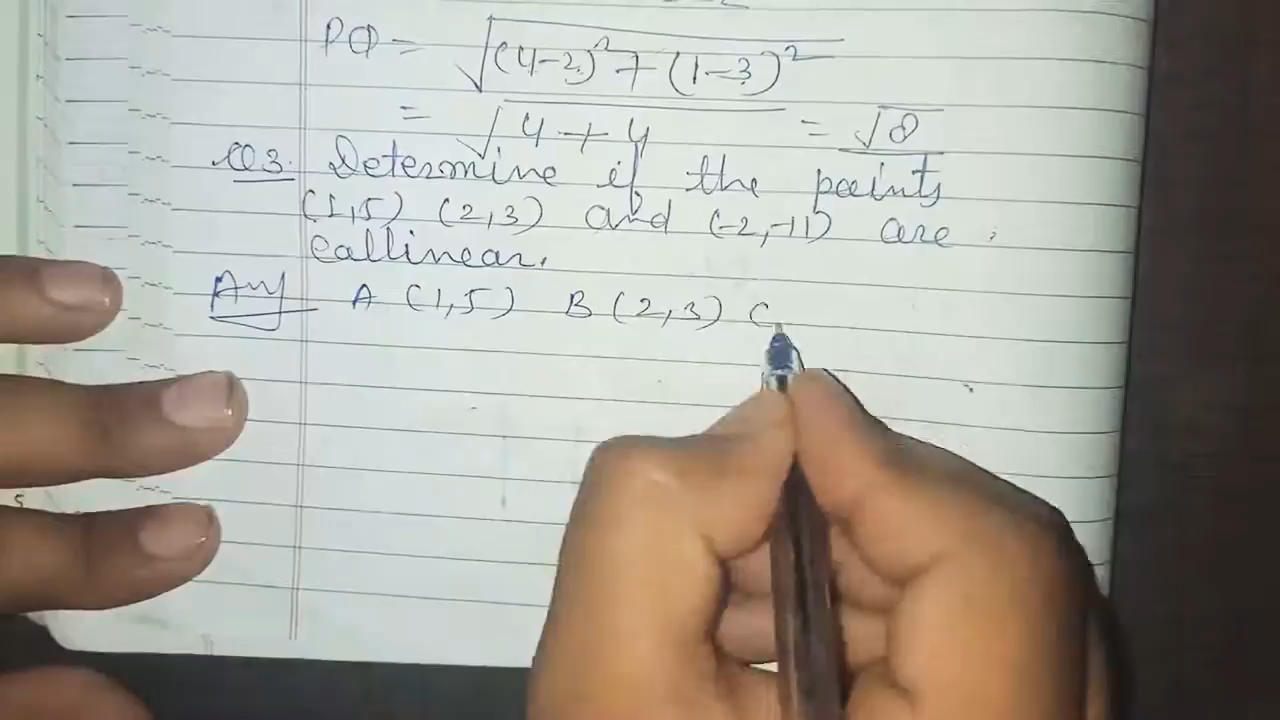 PQ = √(4-2)² + (1-3)²
= √4 + 4 = √8
Q3. Determine if the points
(1,5) (2,3) and (-2,-11) are
collinear.
Ans A (1,5) B (2,3) C